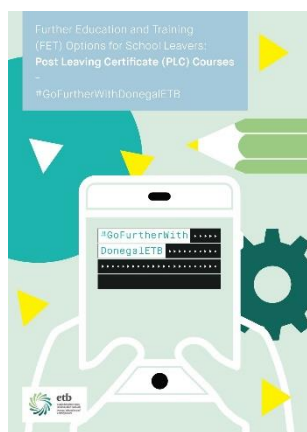 Further Education and Training
(FET) Options for School Leavers:
Post Leaving Certificate (PLC) Courses
-
#GoFurtherWithDonegalETB
#GoFurtherWith
DonegalETB
etb